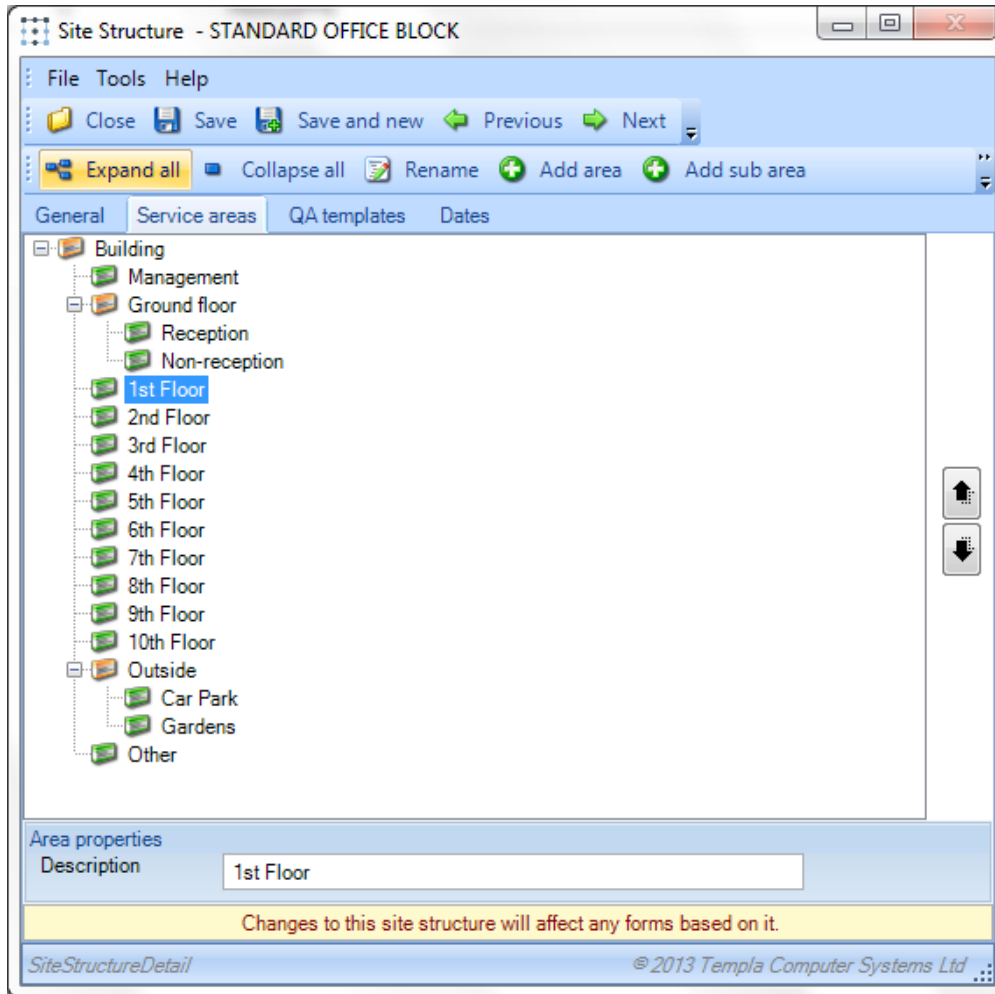 Site Structure - STANDARD OFFICE BLOCK
File Tools Help
Close Save Save and new Previous Next
Expand all Collapse all Rename Add area Add sub area
General Service areas QA templates Dates
Building
Management
Ground floor
Reception
Non-reception
1st Floor
2nd Floor
3rd Floor
4th Floor
5th Floor
6th Floor
7th Floor
8th Floor
9th Floor
10th Floor
Outside
Car Park
Gardens
Other
Area properties
Description 1st Floor
Changes to this site structure will affect any forms based on it.
SiteStructureDetail © 2013 Templa Computer Systems Ltd